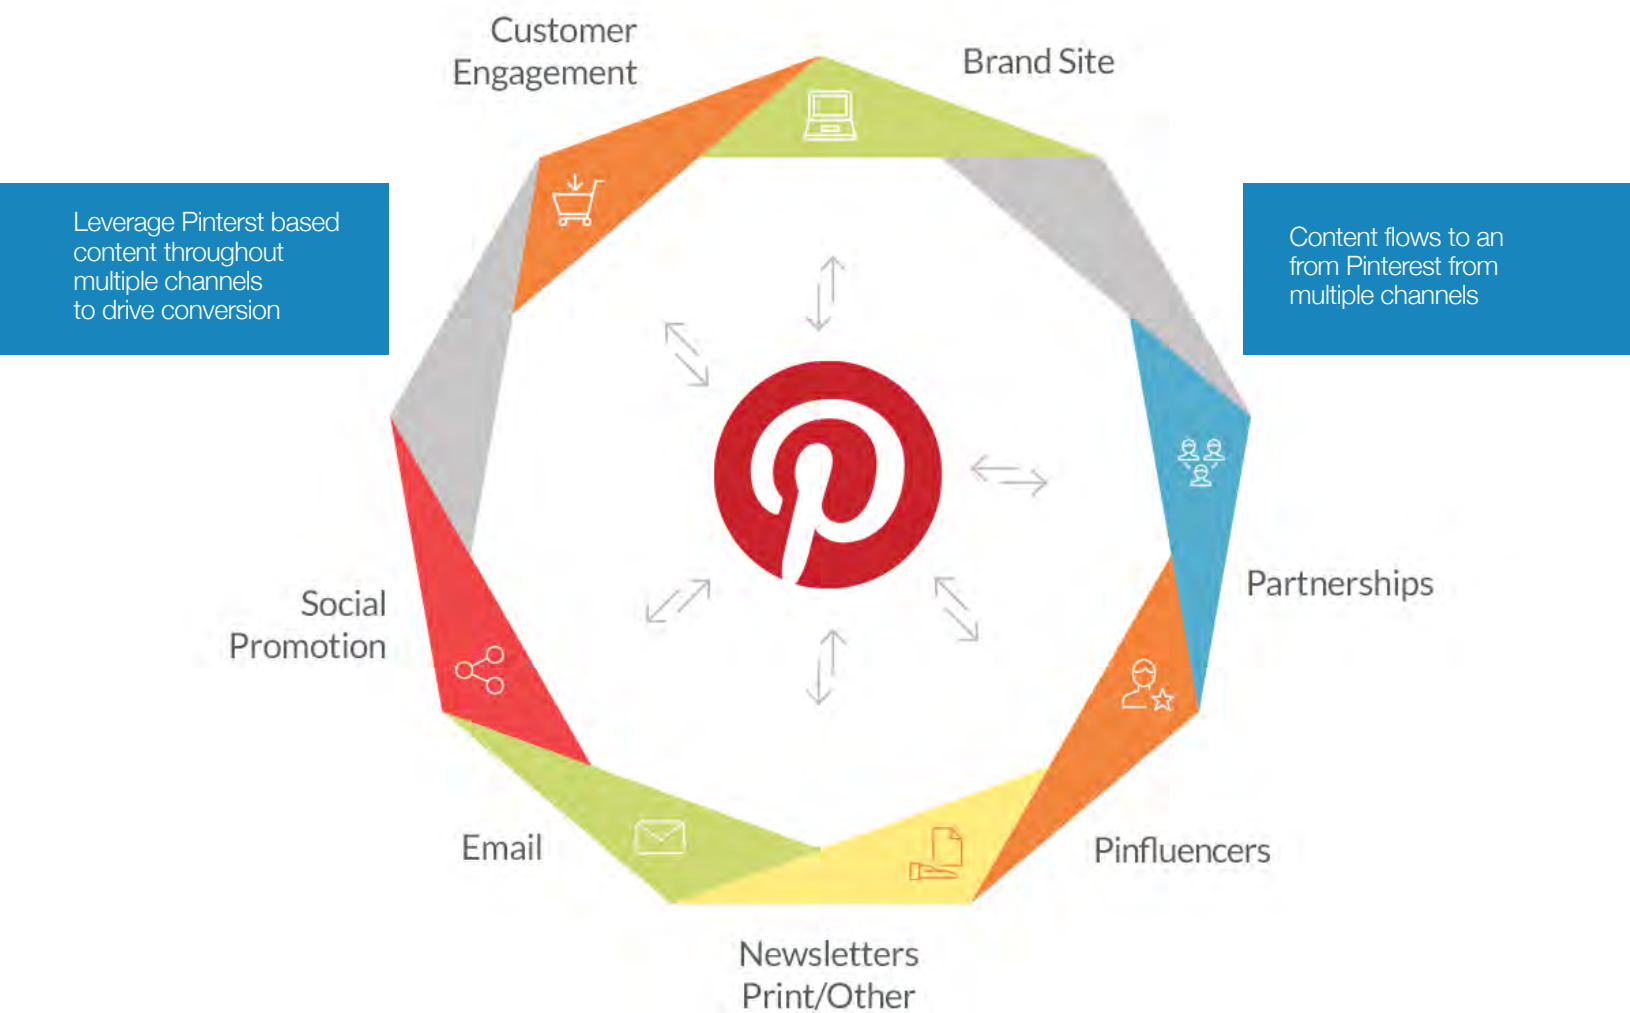 Customer
Engagement
Brand Site
Leverage Pinterst based
content throughout
multiple channels
to drive conversion
Content flows to an
from Pinterest from
multiple channels
Partnerships
Social
Promotion
Email
Pinfluencers
Newsletters
Print/Other